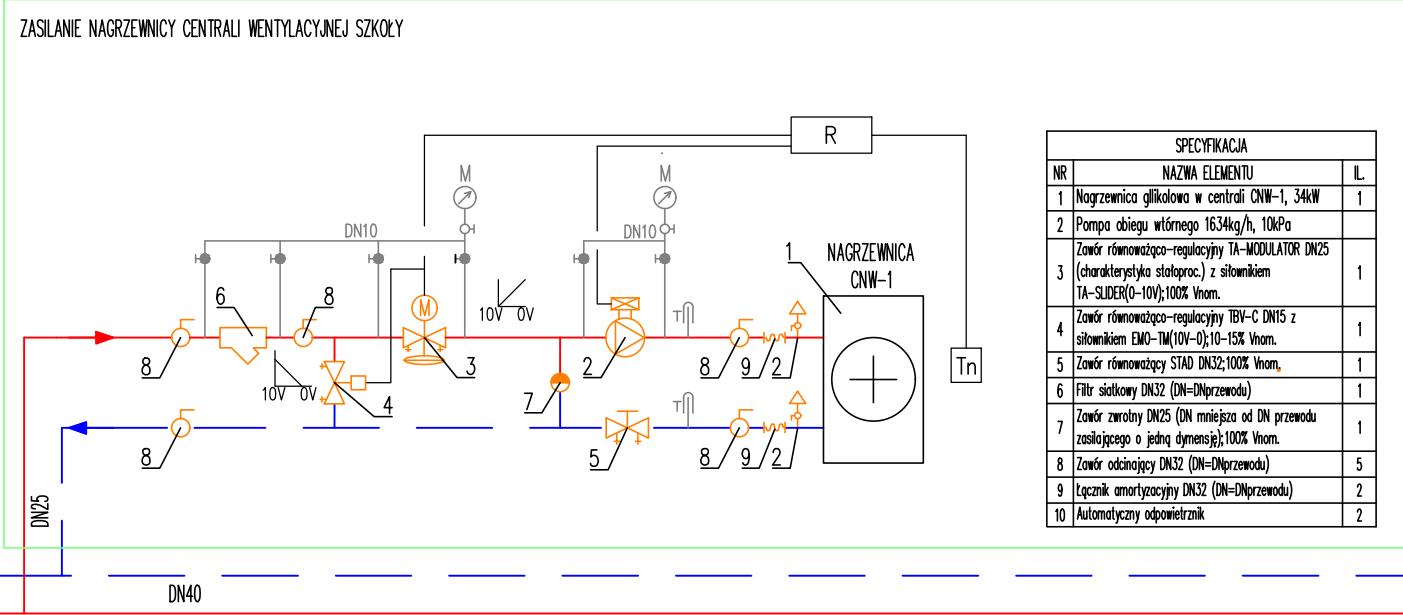 ZASILANIE NAGRZEWNICY CENTRALI WENTYLACYJNEJ SZKOŁY
R
M
M
DN10
DN10
Tn
1
NAGRZEWNICA
CNW-1
6
8
M
10V 0V
T
8
10V 0V
3
2
8
9
2
4
7
T
8
5
8
9
2
DN25
DN40
SPECYFIKACJA
NR NAZWA ELEMENTU IL.
1 Nagrzewnica gllikolowa w centrali CNW-1, 34kW 1
2 Pompa obiegu wtórnego 1634kg/h, 10kPa
3 Zawór równoważąco-regulacyjny TA-MODULATOR DN25
(charakterystyka stałoproc.) z siłownikiem
TA-SLIDER(0-10V);100% Vnom. 1
4 Zawór równoważąco-regulacyjny TBV-C DN15 z
siłownikiem EMO-TM(10V-0);10-15% Vnom. 1
5 Zawór równoważący STAD DN32;100% Vnom. 1
6 Filtr siatkowy DN32 (DN=DNprzewodu) 1
7 Zawór zwrotny DN25 (DN mniejsza od DN przewodu
zasilającego o jedną dymensję);100% Vnom. 1
8 Zawór odcinający DN32 (DN=DNprzewodu) 5
9 Łącznik amortyzacyjny DN32 (DN=DNprzewodu) 2
10 Automatyczny odpowietrznik 2